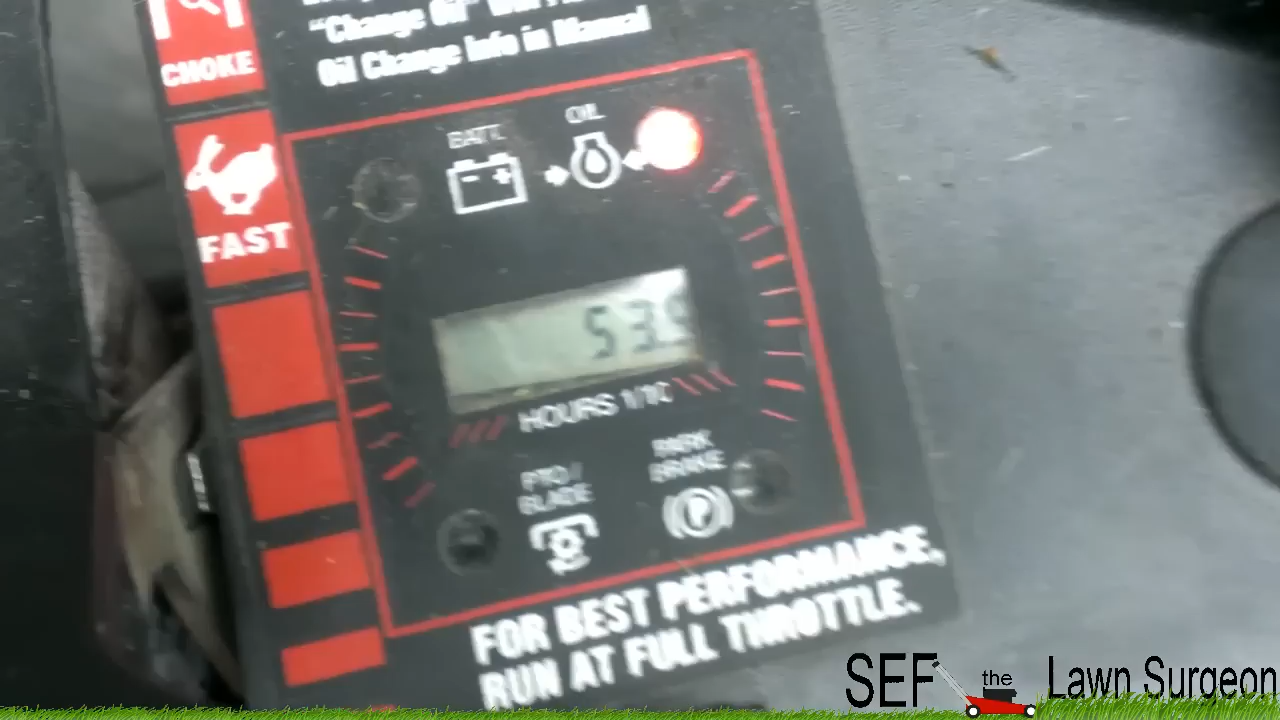 "Change Oil"
Oil Change Info in Manual
CHOKE
FAST
BATT.
OIL
53.9
HOURS 1/10
PTO/
BLADE
PARK
BRAKE
FOR BEST PERFORMANCE,
RUN AT FULL THROTTLE.
SEF the Lawn Surgeon